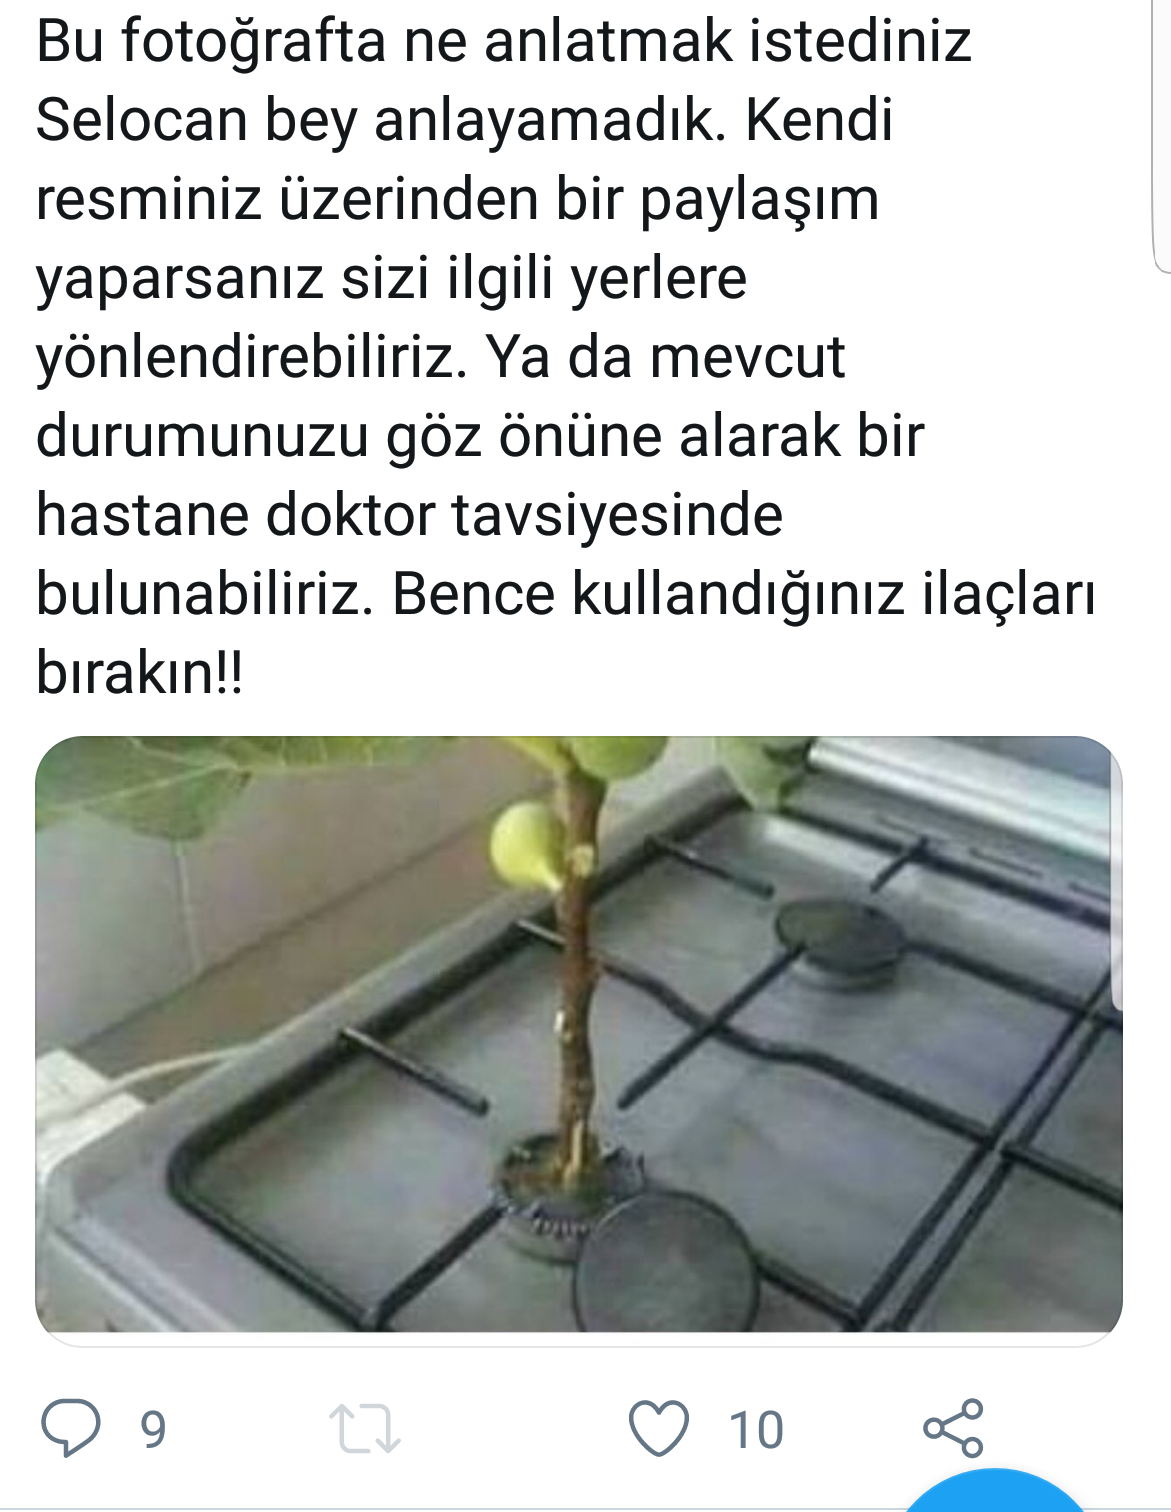 Bu fotoğrafta ne anlatmak istediniz
Selocan bey anlayamadık. Kendi
resminiz üzerinden bir paylaşım
yaparsanız sizi ilgili yerlere
yönlendirebiliriz. Ya da mevcut
durumunuzu göz önüne alarak bir
hastane doktor tavsiyesinde
bulunabiliriz. Bence kullandığınız ilaçları
bırakın!!
9
10